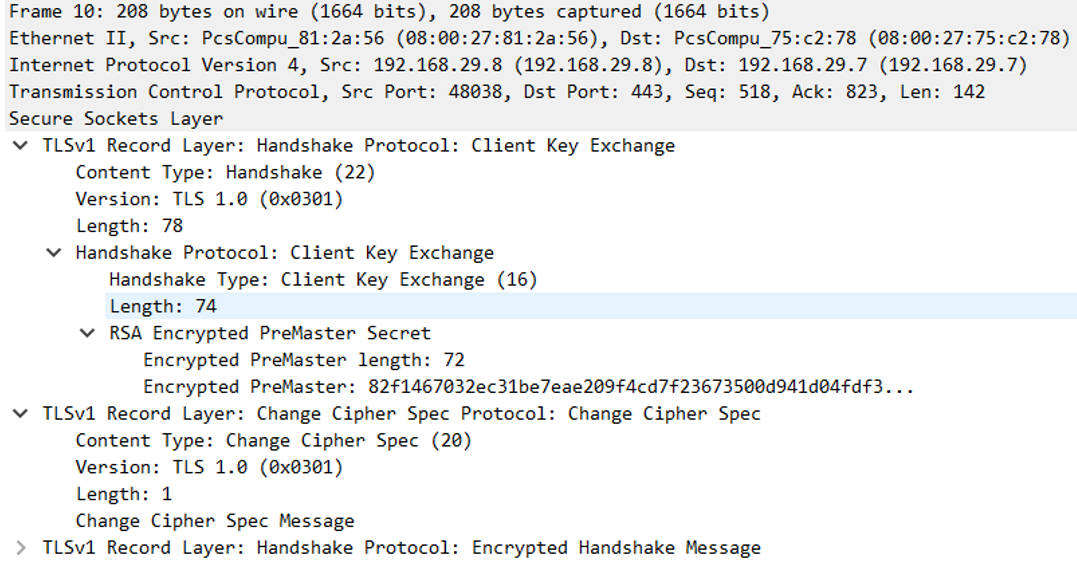 Frame 10: 208 bytes on wire (1664 bits), 208 bytes captured (1664 bits)
Ethernet II, Src: PcsCompu_81:2a:56 (08:00:27:81:2a:56), Dst: PcsCompu_75:c2:78 (08:00:27:75:c2:78)
Internet Protocol Version 4, Src: 192.168.29.8 (192.168.29.8), Dst: 192.168.29.7 (192.168.29.7)
Transmission Control Protocol, Src Port: 48038, Dst Port: 443, Seq: 518, Ack: 823, Len: 142
Secure Sockets Layer
TLSv1 Record Layer: Handshake Protocol: Client Key Exchange
Content Type: Handshake (22)
Version: TLS 1.0 (0x0301)
Length: 78
Handshake Protocol: Client Key Exchange
Handshake Type: Client Key Exchange (16)
Length: 74
RSA Encrypted PreMaster Secret
Encrypted PreMaster length: 72
Encrypted PreMaster: 82f1467032ec31be7eae209f4cd7f23673500d941d04fdf3...
TLSv1 Record Layer: Change Cipher Spec Protocol: Change Cipher Spec
Content Type: Change Cipher Spec (20)
Version: TLS 1.0 (0x0301)
Length: 1
Change Cipher Spec Message
TLSv1 Record Layer: Handshake Protocol: Encrypted Handshake Message